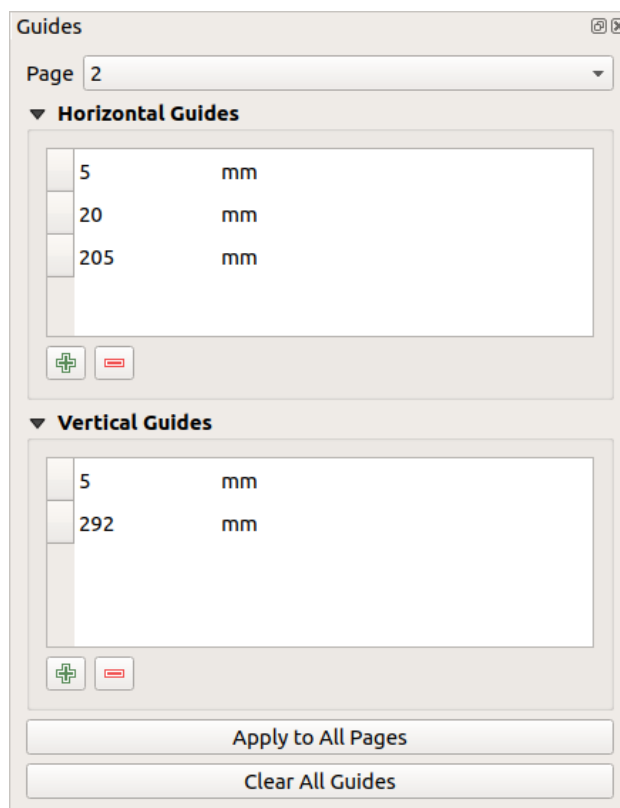 Guides
Page 2
Horizontal Guides
5 mm
20 mm
205 mm
Vertical Guides
5 mm
292 mm
Apply to All Pages
Clear All Guides